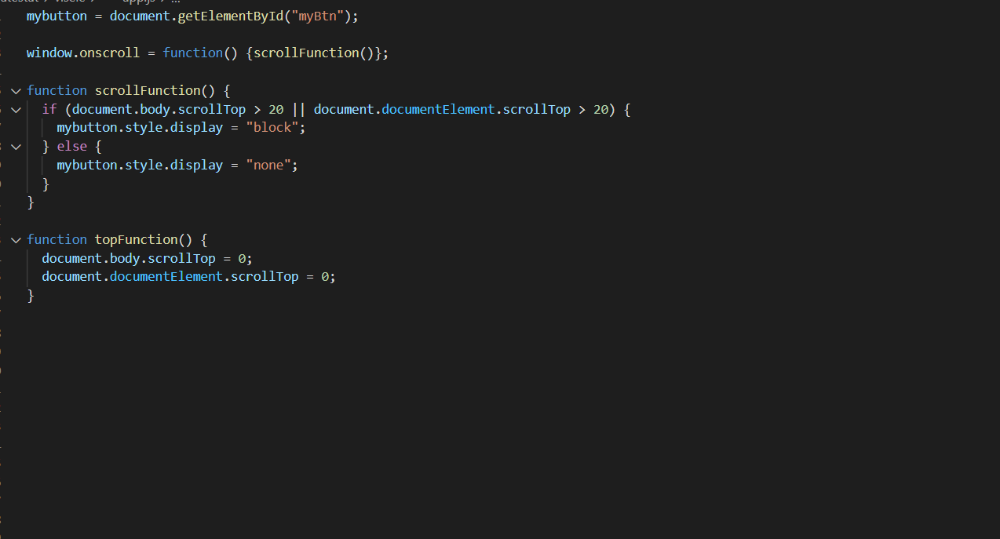 app.js
mybutton = document.getElementById("myBtn");
window.onscroll = function() {scrollFunction()};
function scrollFunction() {
if (document.body.scrollTop > 20 || document.documentElement.scrollTop > 20) {
mybutton.style.display = "block";
} else {
mybutton.style.display = "none";
}
}
function topFunction() {
document.body.scrollTop = 0;
document.documentElement.scrollTop = 0;
}